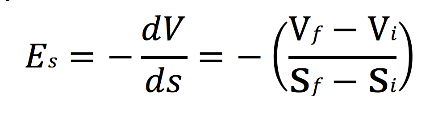 E_s = − dV/ds = − ( (V_f − V_i) / (S_f − S_i) )